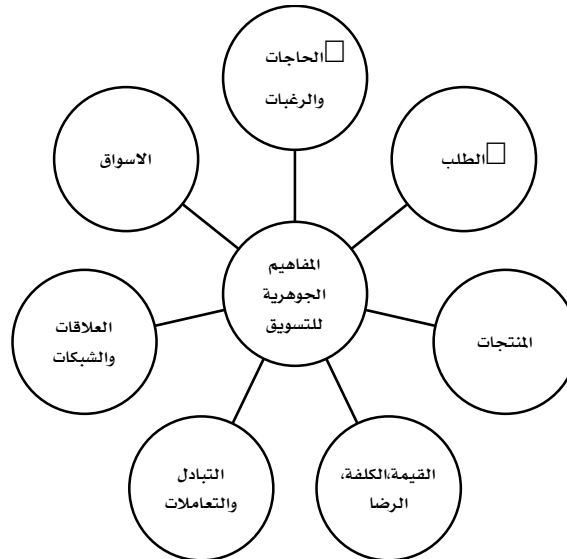 الحاجات
والرغبات
الطلب
المنتجات
القيمة،الكلفة،
الرضا
التبادل
والتعاملات
العلاقات
والشبكات
الاسواق
المفاهيم
الجوهرية
للتسويق